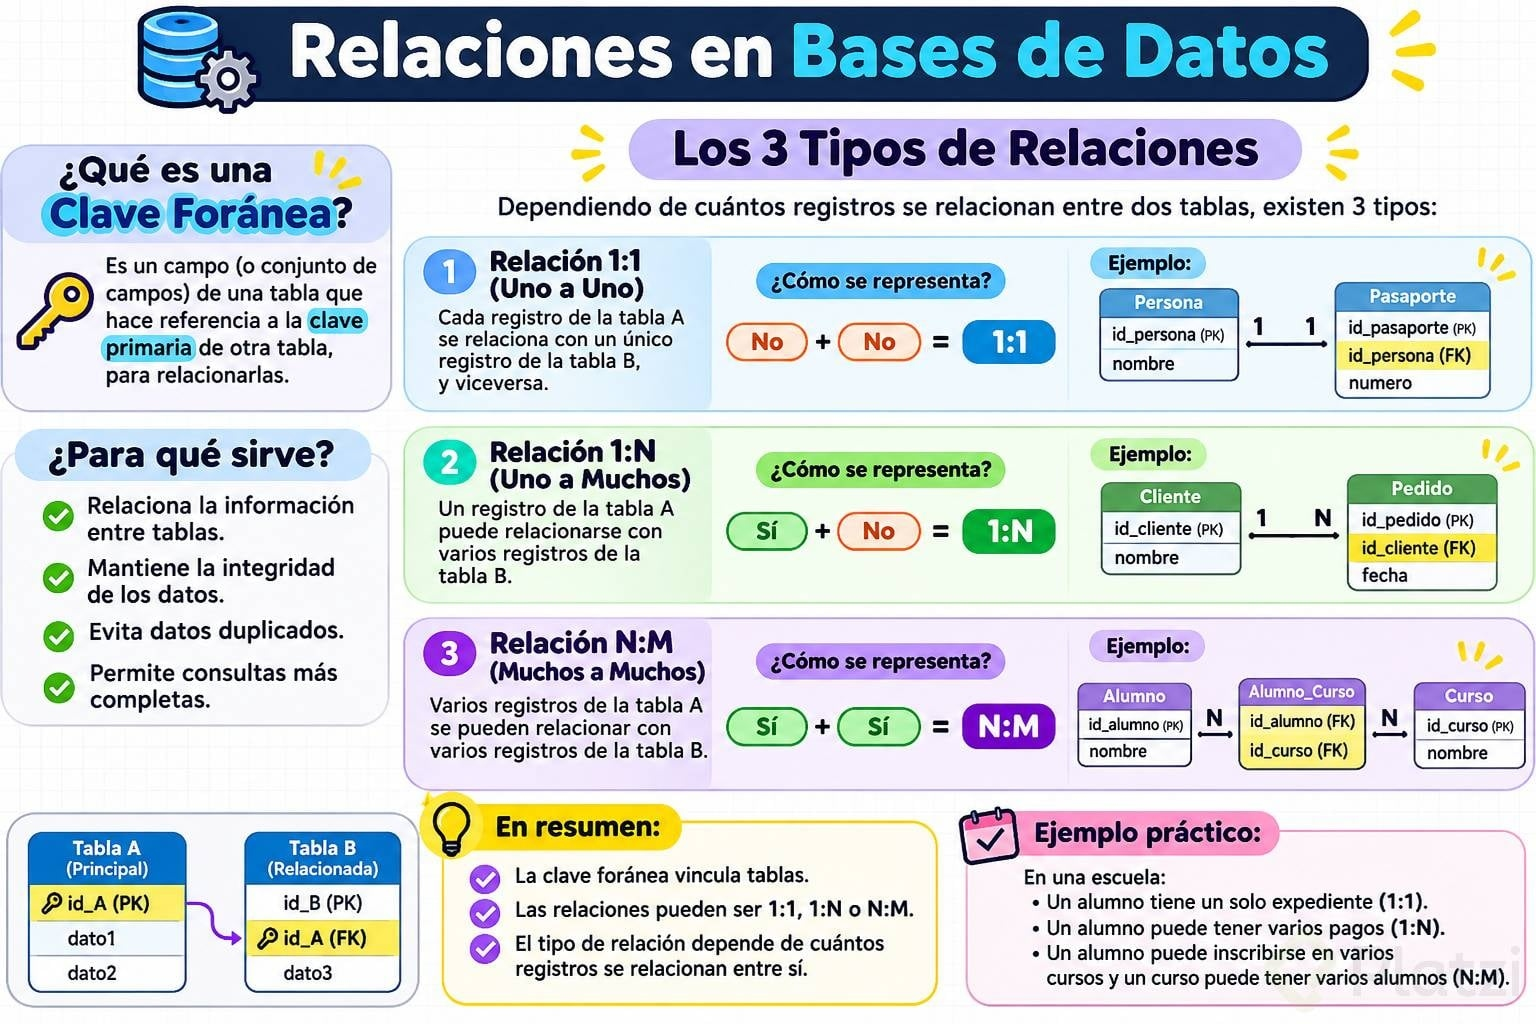 Relaciones en Bases de Datos
¿Qué es una
Clave Foránea?
Es un campo (o conjunto de
campos) de una tabla que
hace referencia a la clave
primaria de otra tabla,
para relacionarlas.
¿Para qué sirve?
Relaciona la información
entre tablas.
Mantiene la integridad
de los datos.
Evita datos duplicados.
Permite consultas más
completas.
Tabla A
(Principal)
id_A (PK)
dato1
dato2
Tabla B
(Relacionada)
id_B (PK)
id_A (FK)
dato3
Los 3 Tipos de Relaciones
Dependiendo de cuántos registros se relacionan entre dos tablas, existen 3 tipos:
1
Relación 1:1
(Uno a Uno)
Cada registro de la tabla A
se relaciona con un único
registro de la tabla B,
y viceversa.
¿Cómo se representa?
No + No = 1:1
Ejemplo:
Persona
id_persona (PK)
nombre
1 1
Pasaporte
id_pasaporte (PK)
id_persona (FK)
numero
2
Relación 1:N
(Uno a Muchos)
Un registro de la tabla A
puede relacionarse con
varios registros de la
tabla B.
¿Cómo se representa?
Sí + No = 1:N
Ejemplo:
Cliente
id_cliente (PK)
nombre
1 N
Pedido
id_pedido (PK)
id_cliente (FK)
fecha
3
Relación N:M
(Muchos a Muchos)
Varios registros de la tabla A
se pueden relacionar con
varios registros de la tabla B.
¿Cómo se representa?
Sí + Sí = N:M
Ejemplo:
Alumno
id_alumno (PK)
nombre
N
Alumno_Curso
id_alumno (FK)
id_curso (FK)
N
Curso
id_curso (PK)
nombre
En resumen:
La clave foránea vincula tablas.
Las relaciones pueden ser 1:1, 1:N o N:M.
El tipo de relación depende de cuántos
registros se relacionan entre sí.
Ejemplo práctico:
En una escuela:
• Un alumno tiene un solo expediente (1:1).
• Un alumno puede tener varios pagos (1:N).
• Un alumno puede inscribirse en varios
cursos y un curso puede tener varios alumnos (N:M).
Platzi